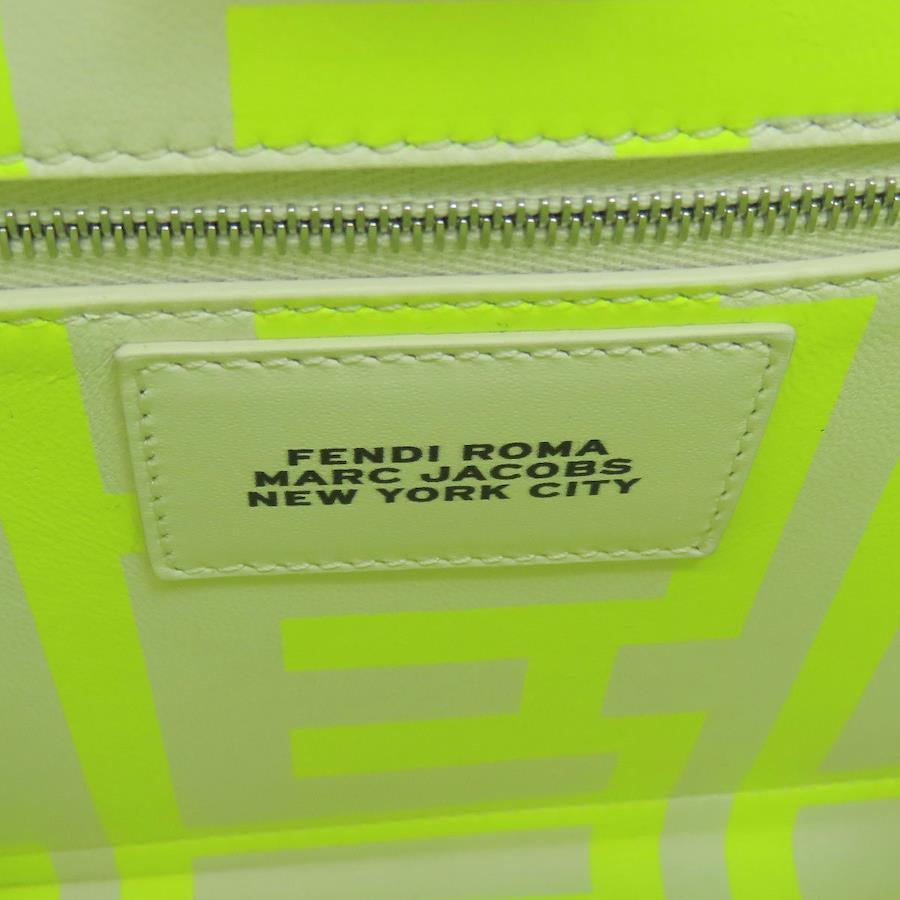 FENDI ROMA
MARC JACOBS
NEW YORK CITY